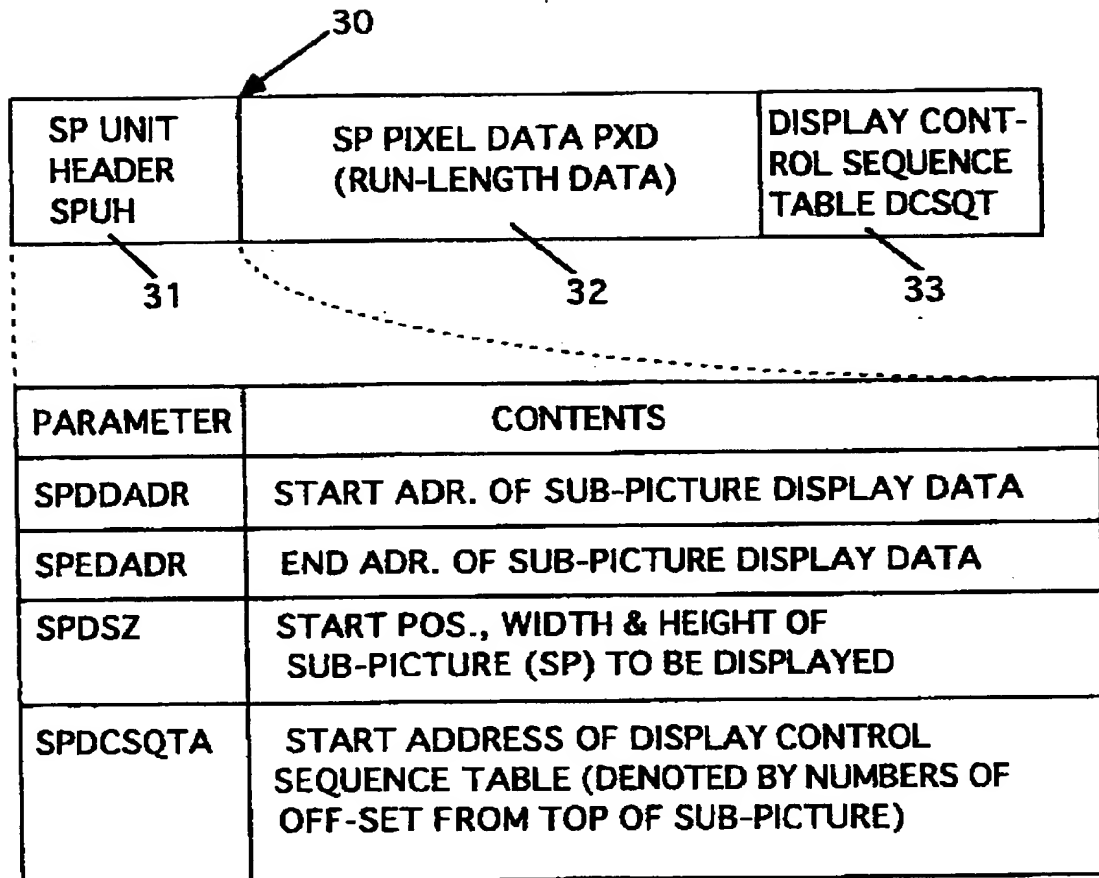 30
SP UNIT
HEADER
SPUH
SP PIXEL DATA PXD
(RUN-LENGTH DATA)
DISPLAY CONT-
ROL SEQUENCE
TABLE DCSQT
31
32
33
PARAMETER CONTENTS
SPDDADR START ADR. OF SUB-PICTURE DISPLAY DATA
SPEDADR END ADR. OF SUB-PICTURE DISPLAY DATA
SPDSZ START POS., WIDTH & HEIGHT OF
SUB-PICTURE (SP) TO BE DISPLAYED
SPDCSQTA START ADDRESS OF DISPLAY CONTROL
SEQUENCE TABLE (DENOTED BY NUMBERS OF
OFF-SET FROM TOP OF SUB-PICTURE)